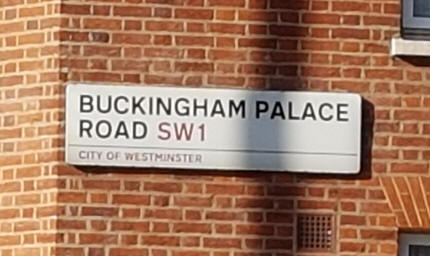 BUCKINGHAM PALACE
ROAD SW1
CITY OF WESTMINSTER